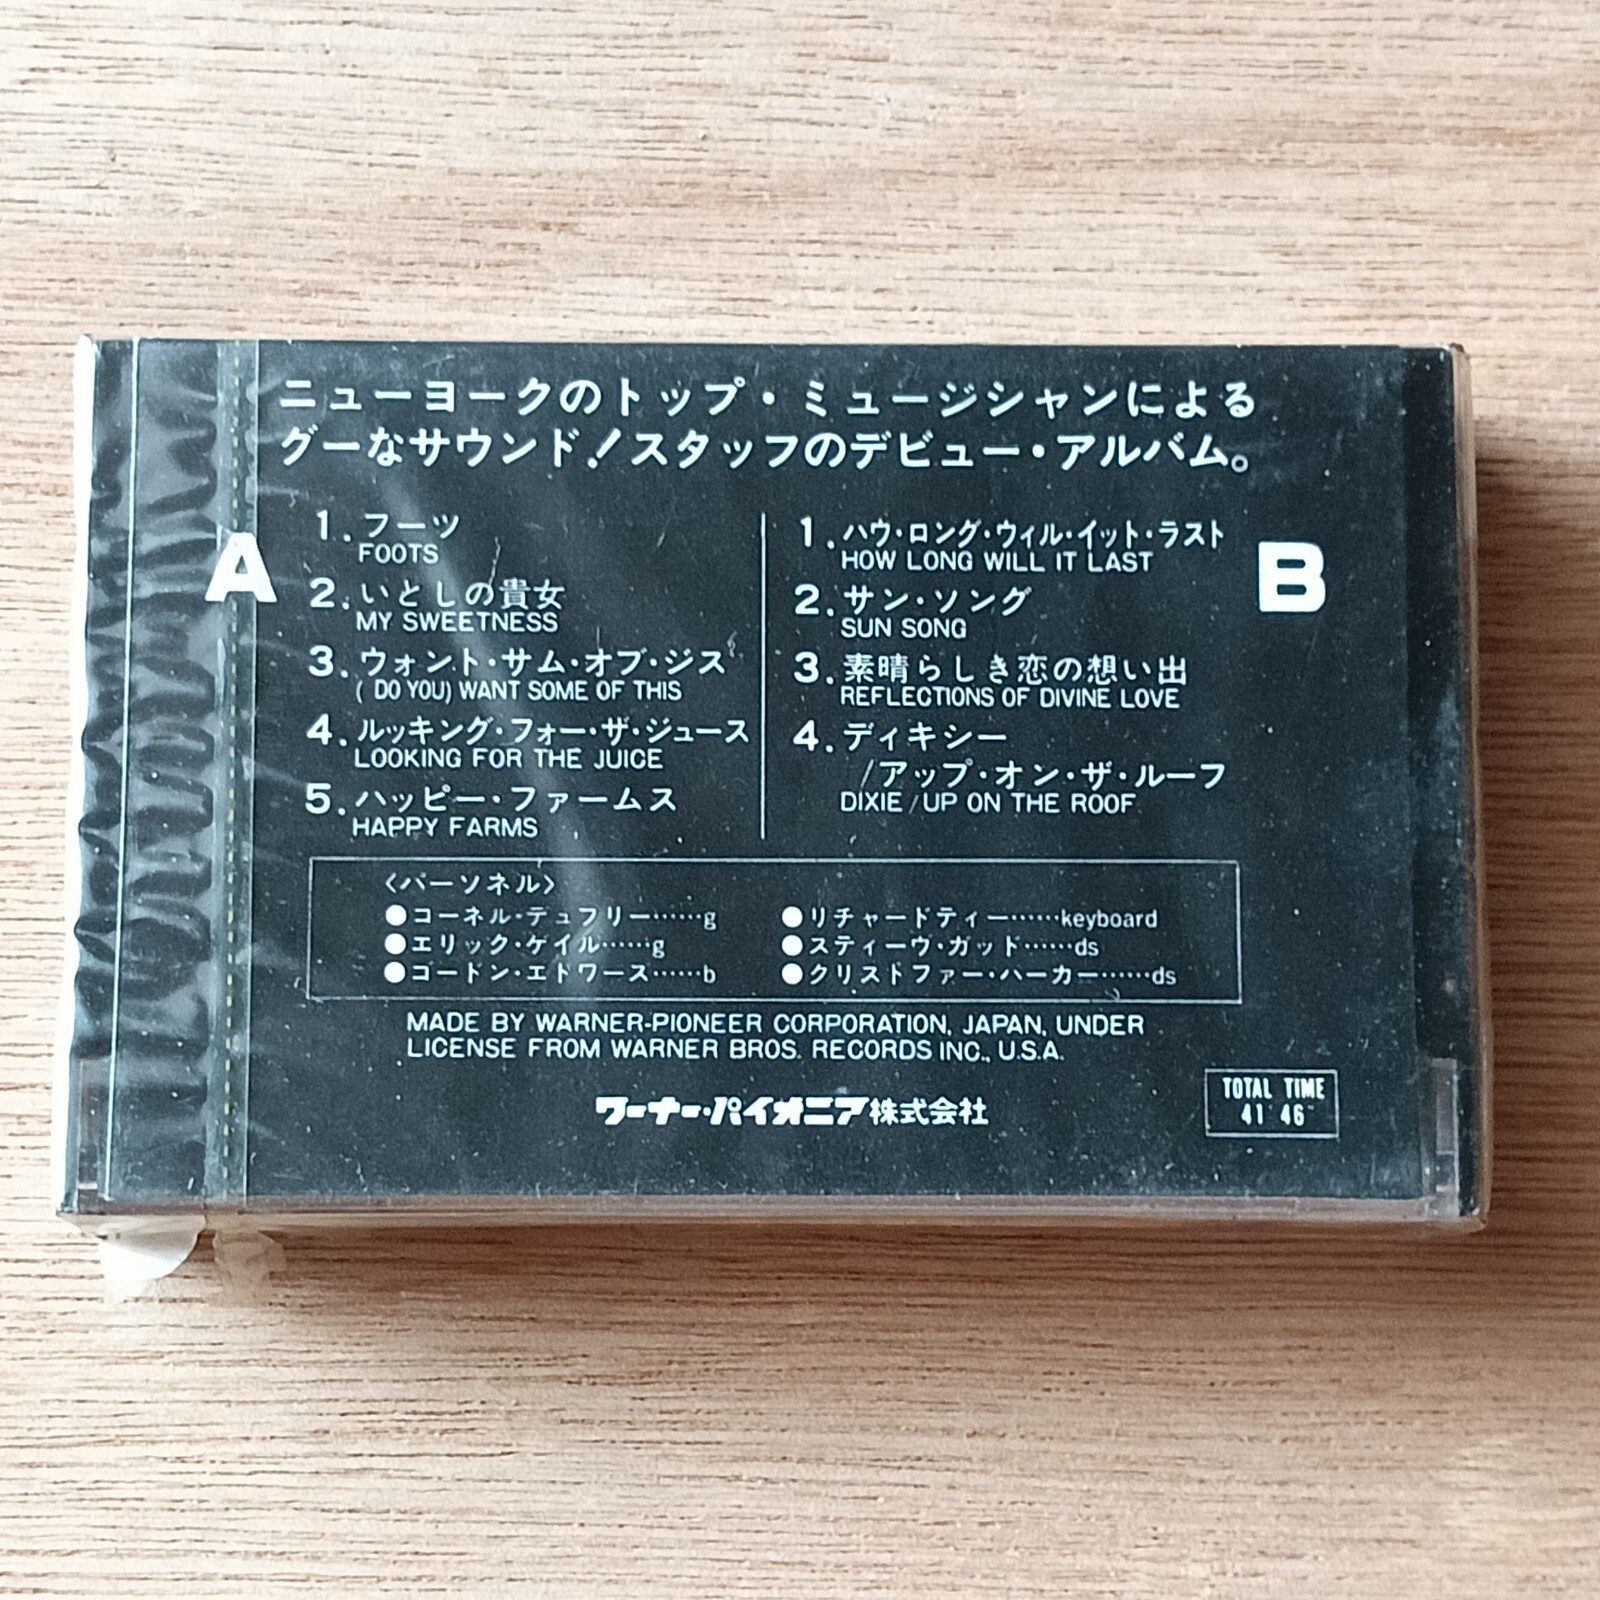 ニューヨークのトップ・ミュージシャンによる
グーなサウンド!スタッフのデビュー・アルバム。
A
1.フーツ
FOOTS
2.いとしの貴女
MY SWEETNESS
3.ウォント・サム・オブ・ジス
( DO YOU) WANT SOME OF THIS
4.ルッキング・フォー・ザ・ジュース
LOOKING FOR THE JUICE
5.ハッピー・ファームス
HAPPY FARMS
B
1.ハウ・ロング・ウィル・イット・ラスト
HOW LONG WILL IT LAST
2.サン・ソング
SUN SONG
3.素晴らしき恋の想い出
REFLECTIONS OF DIVINE LOVE
4.ディキシー
/アップ・オン・ザ・ルーフ
DIXIE / UP ON THE ROOF
〈パーソネル〉
●コーネル・デュフリー……g
●エリック・ゲイル……g
●ゴードン・エドワース……b
●リチャードティー……keyboard
●スティーヴ・ガッド……ds
●クリストファー・パーカー……ds
MADE BY WARNER-PIONEER CORPORATION, JAPAN, UNDER
LICENSE FROM WARNER BROS. RECORDS INC., U.S.A.
ワーナー・パイオニア株式会社
TOTAL TIME
41′46″